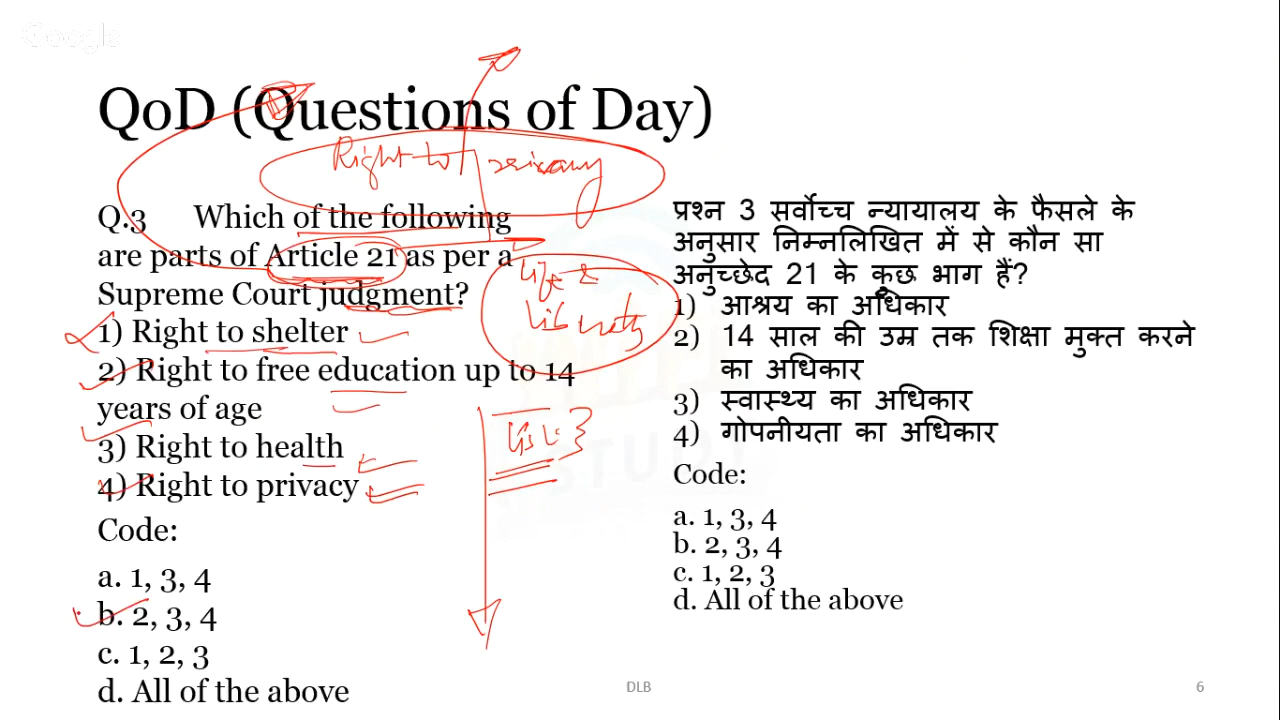 Google
QoD (Questions of Day)
Right to privacy
Q.3 Which of the following
are parts of Article 21 as per a
Supreme Court judgment?
1) Right to shelter
2) Right to free education up to 14
years of age
3) Right to health
4) Right to privacy
Code:
a. 1, 3, 4
b. 2, 3, 4
c. 1, 2, 3
d. All of the above
Life &
liberty
STUDY
प्रश्न 3 सर्वोच्च न्यायालय के फैसले के
अनुसार निम्नलिखित में से कौन सा
अनुच्छेद 21 के कुछ भाग हैं?
1) आश्रय का अधिकार
2) 14 साल की उम्र तक शिक्षा मुक्त करने
का अधिकार
3) स्वास्थ्य का अधिकार
4) गोपनीयता का अधिकार
Code:
a. 1, 3, 4
b. 2, 3, 4
c. 1, 2, 3
d. All of the above
DLB
6